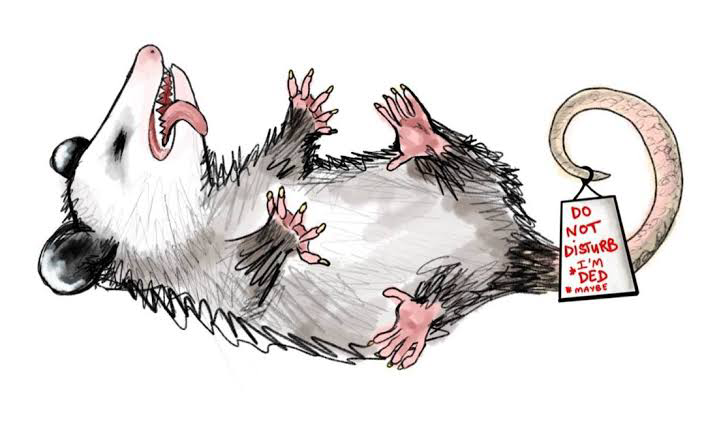 DO
NOT
DISTURB
*I'M
DED
*MAYBE